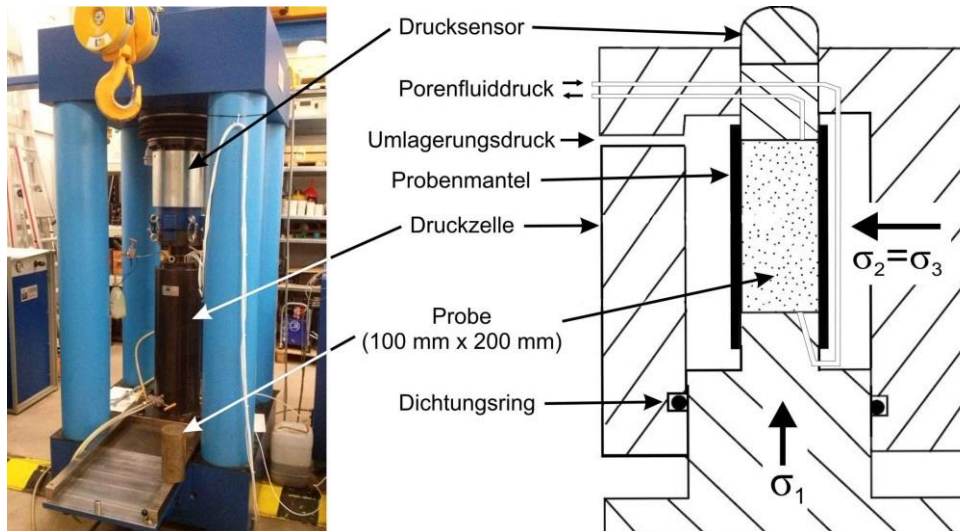 Drucksensor
Porenfluiddruck
Umlagerungsdruck
Probenmantel
Druckzelle
σ₂=σ₃
Probe
(100 mm x 200 mm)
Dichtungsring
σ₁